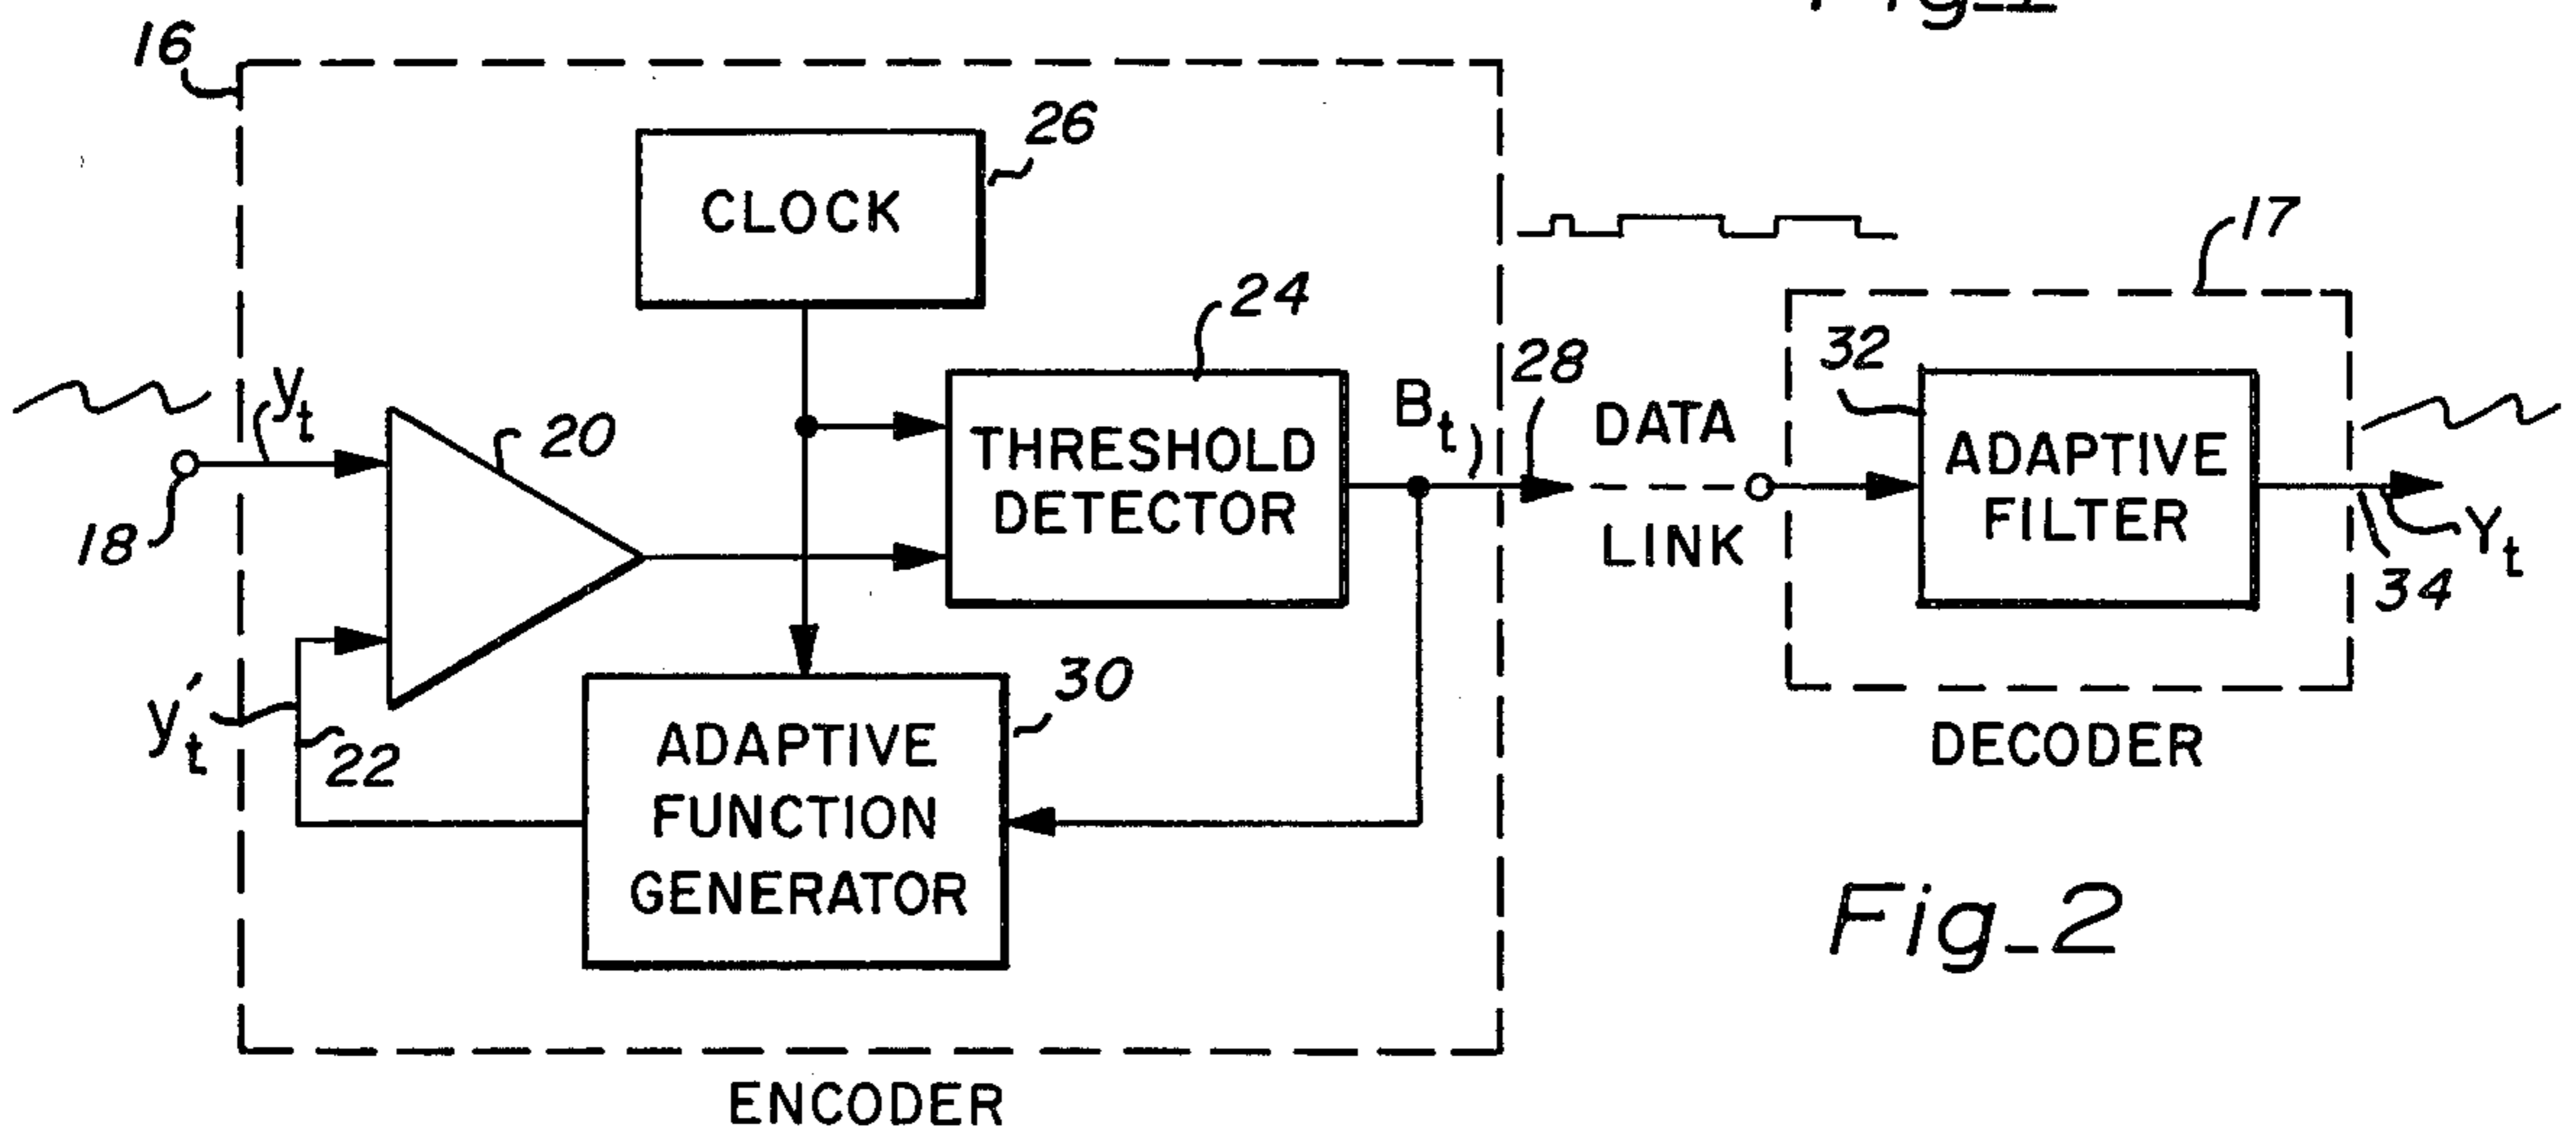 Fig_1
16
CLOCK
26
17
24
y_t
20
THRESHOLD
DETECTOR
B_t
28
DATA
LINK
32
ADAPTIVE
FILTER
18
34
Y_t
y'_t
22
ADAPTIVE
FUNCTION
GENERATOR
30
DECODER
Fig_2
ENCODER